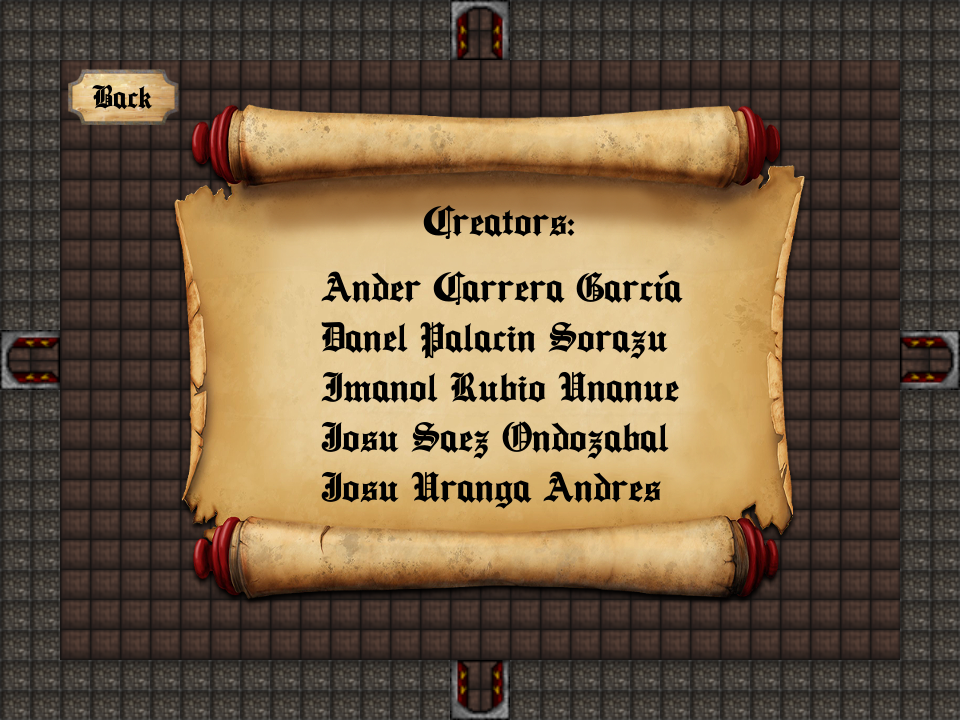 Back
Creators:
Ander Carrera García
Danel Palacin Sorazu
Imanol Rubio Unanue
Josu Saez Ondozabal
Josu Uranga Andres